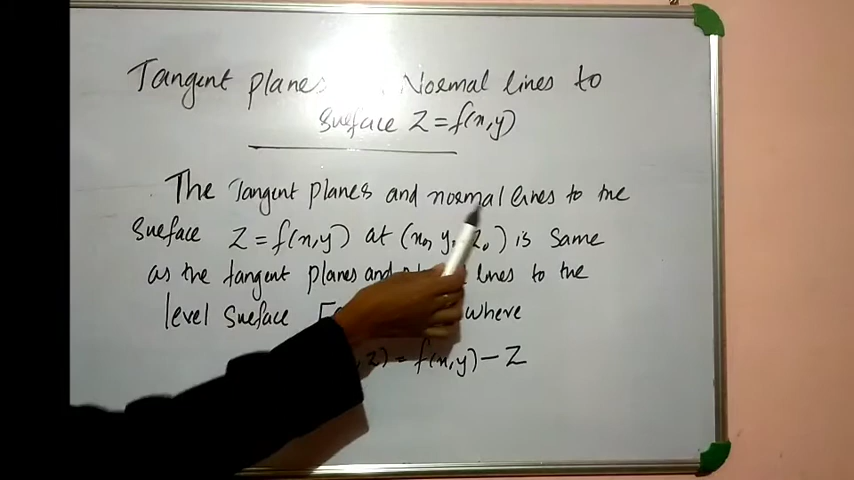 Tangent planes Normal lines to
surface Z=f(x,y)
The Tangent planes and normal lines to the
surface Z=f(x,y) at (x₀, y₀, Z₀) is same
as the tangent planes and lines to the
level surface where
,z) = f(x,y)-Z